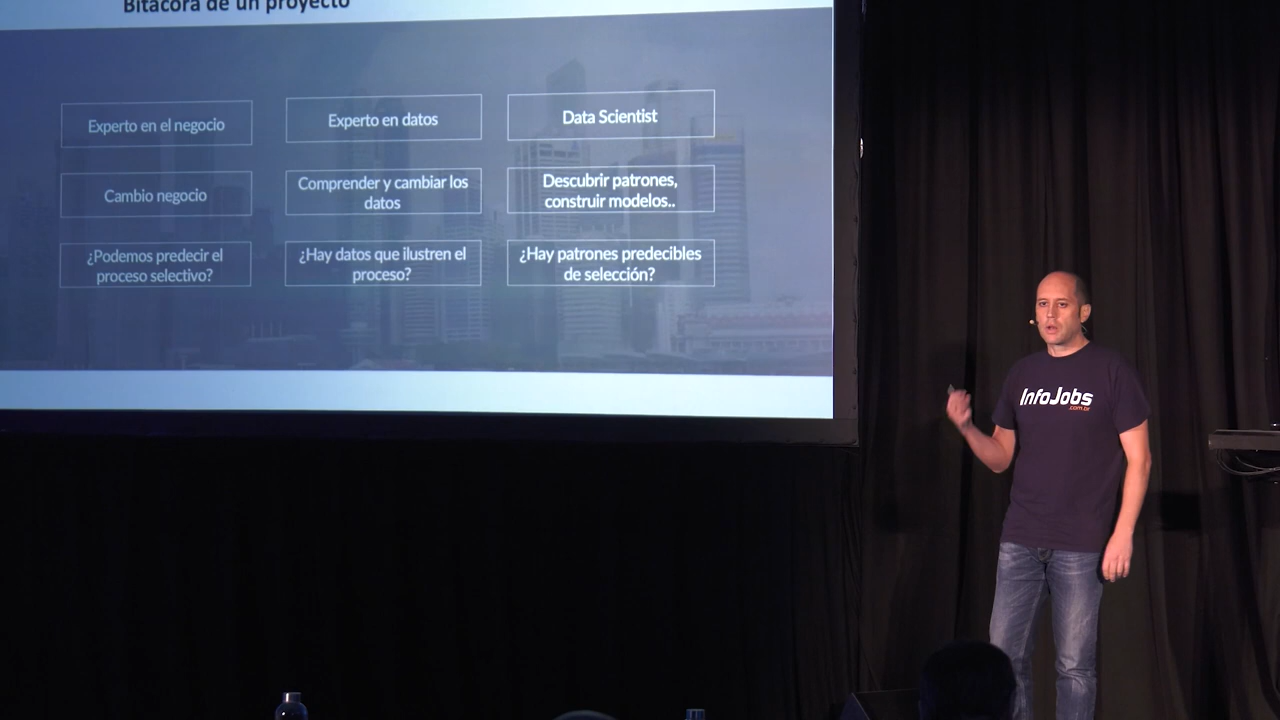 Bitácora de un proyecto
Experto en el negocio
Experto en datos
Data Scientist
Cambio negocio
Comprender y cambiar los
datos
Descubrir patrones,
construir modelos..
¿Podemos predecir el
proceso selectivo?
¿Hay datos que ilustren el
proceso?
¿Hay patrones predecibles
de selección?
InfoJobs
.com.br